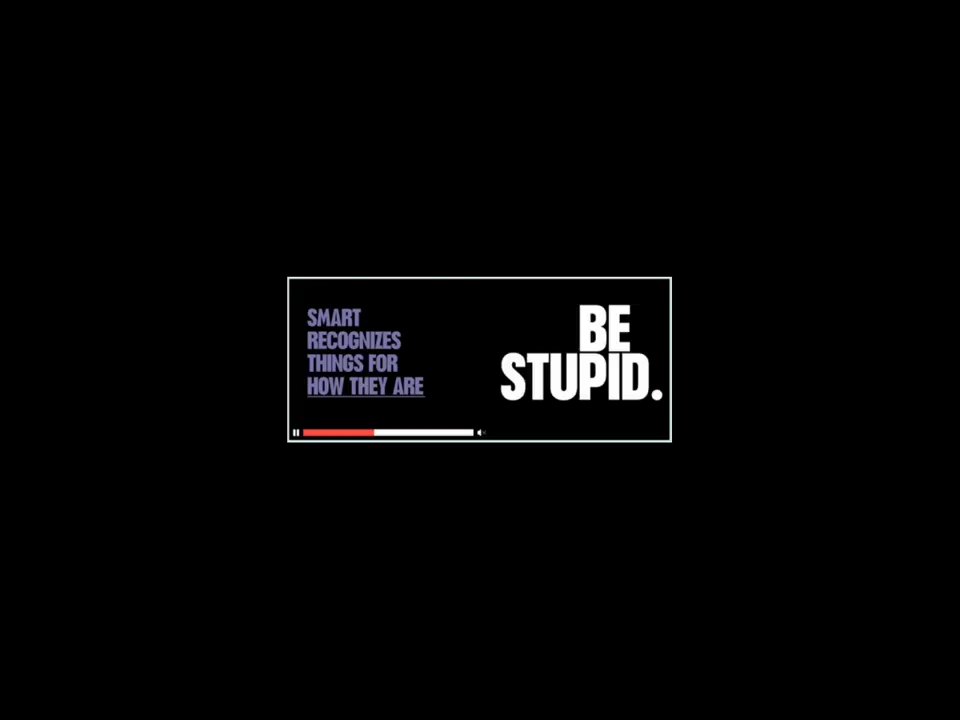 SMART
RECOGNIZES
THINGS FOR
HOW THEY ARE
BE
STUPID.